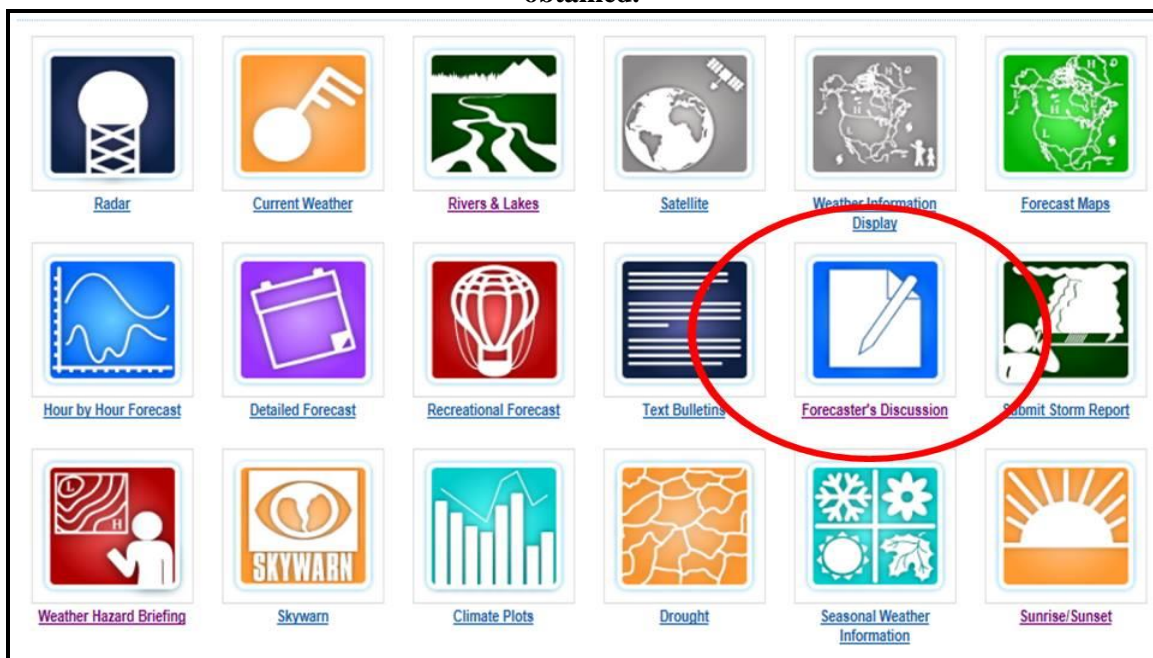 obtained.
Radar
Current Weather
Rivers & Lakes
Satellite
Weather Information
Display
Forecast Maps
Hour by Hour Forecast
Detailed Forecast
Recreational Forecast
Text Bulletins
Forecaster's Discussion
Submit Storm Report
L
H
SKYWARN
Weather Hazard Briefing
Skywarn
Climate Plots
Drought
Seasonal Weather
Information
Sunrise/Sunset